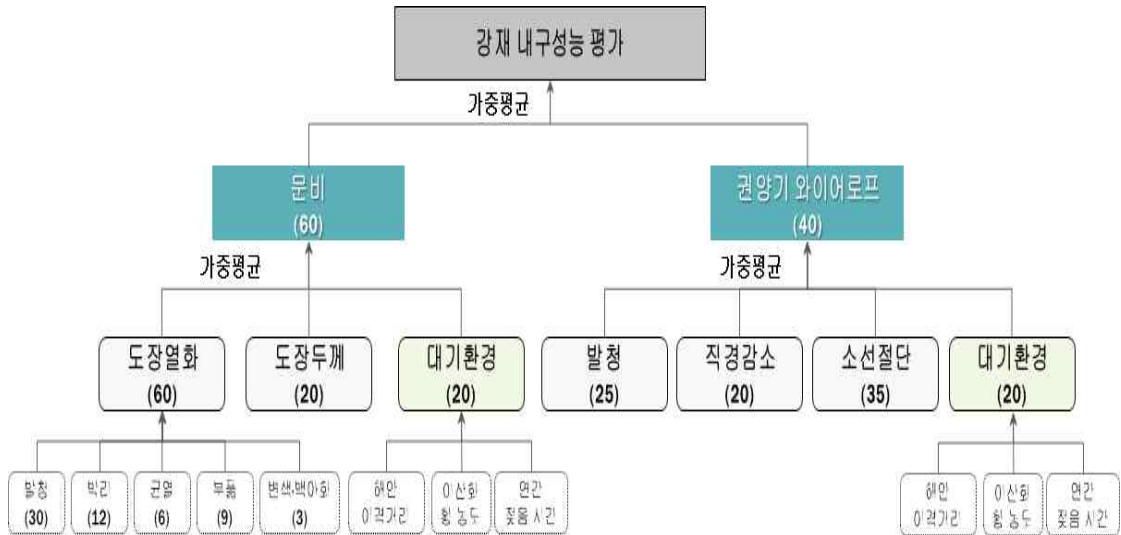 강재 내구성능 평가
가중평균
문비
(60)
권양기 와이어로프
(40)
가중평균
가중평균
도장열화
(60)
도장두께
(20)
대기환경
(20)
발청
(25)
직경감소
(20)
소선절단
(35)
대기환경
(20)
발청
(30)
박리
(12)
균열
(6)
부풂
(9)
변색·백아화
(3)
해안
이격가리
이산화
황 농도
연간
젖음 시간
해안
이격가리
이산화
황 농도
연간
젖음 시간